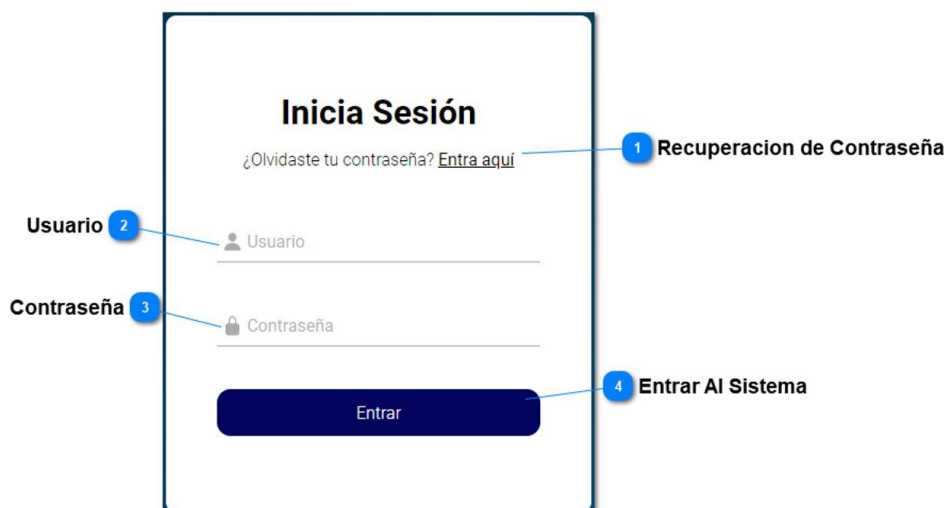 Inicia Sesión
¿Olvidaste tu contraseña? Entra aquí
1 Recuperacion de Contraseña
Usuario 2
Usuario
Contraseña 3
Contraseña
4 Entrar Al Sistema
Entrar